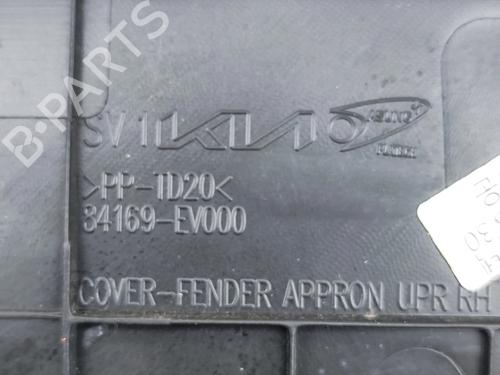 B-PARTS
SV1 KIA
>PP-TD20<
84169-EV000
COVER-FENDER APPRON UPR RH